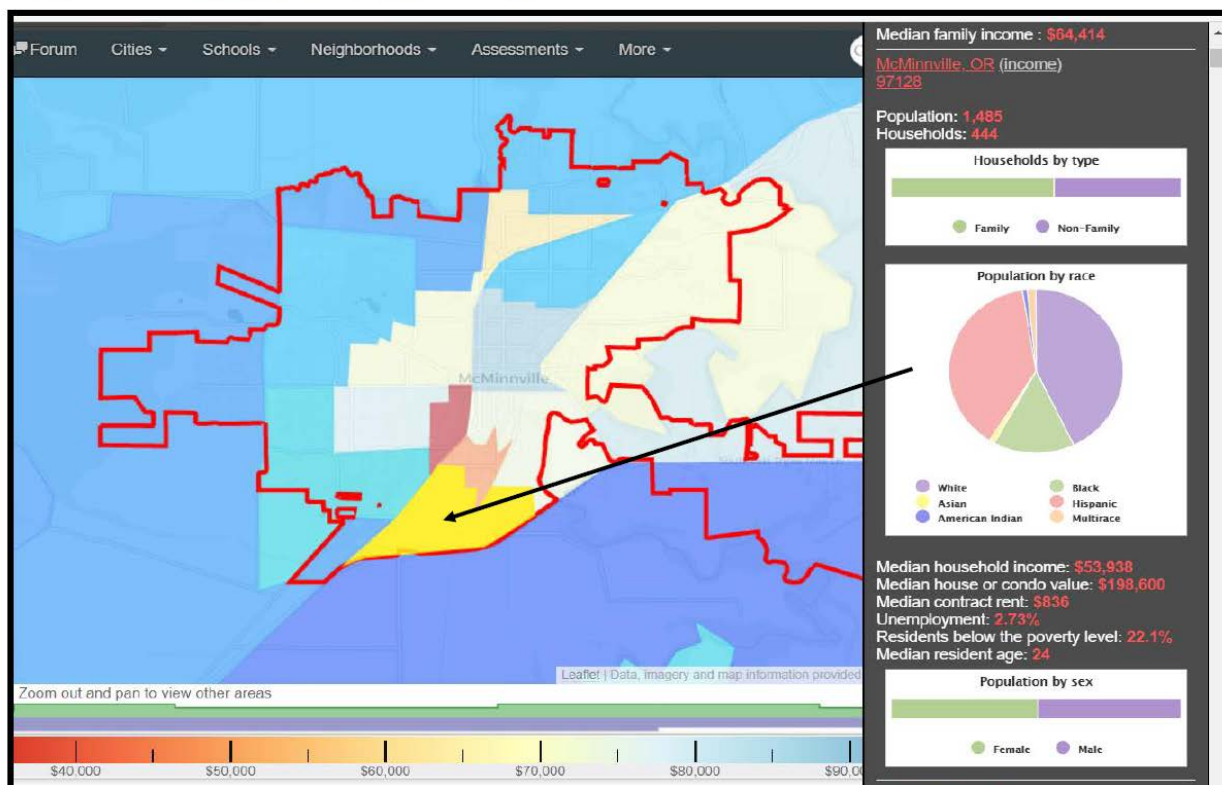 Forum Cities Schools Neighborhoods Assessments More
McMinnville
Leaflet | Data, imagery and map information provided
Zoom out and pan to view other areas
$40,000 $50,000 $60,000 $70,000 $80,000 $90,00
Median family income : $64,414
McMinnville, OR (income)
97128
Population: 1,485
Households: 444
Households by type
Family Non-Family
Population by race
White Black
Asian Hispanic
American Indian Multirace
Median household income: $53,938
Median house or condo value: $198,600
Median contract rent: $836
Unemployment: 2.73%
Residents below the poverty level: 22.1%
Median resident age: 24
Population by sex
Female Male